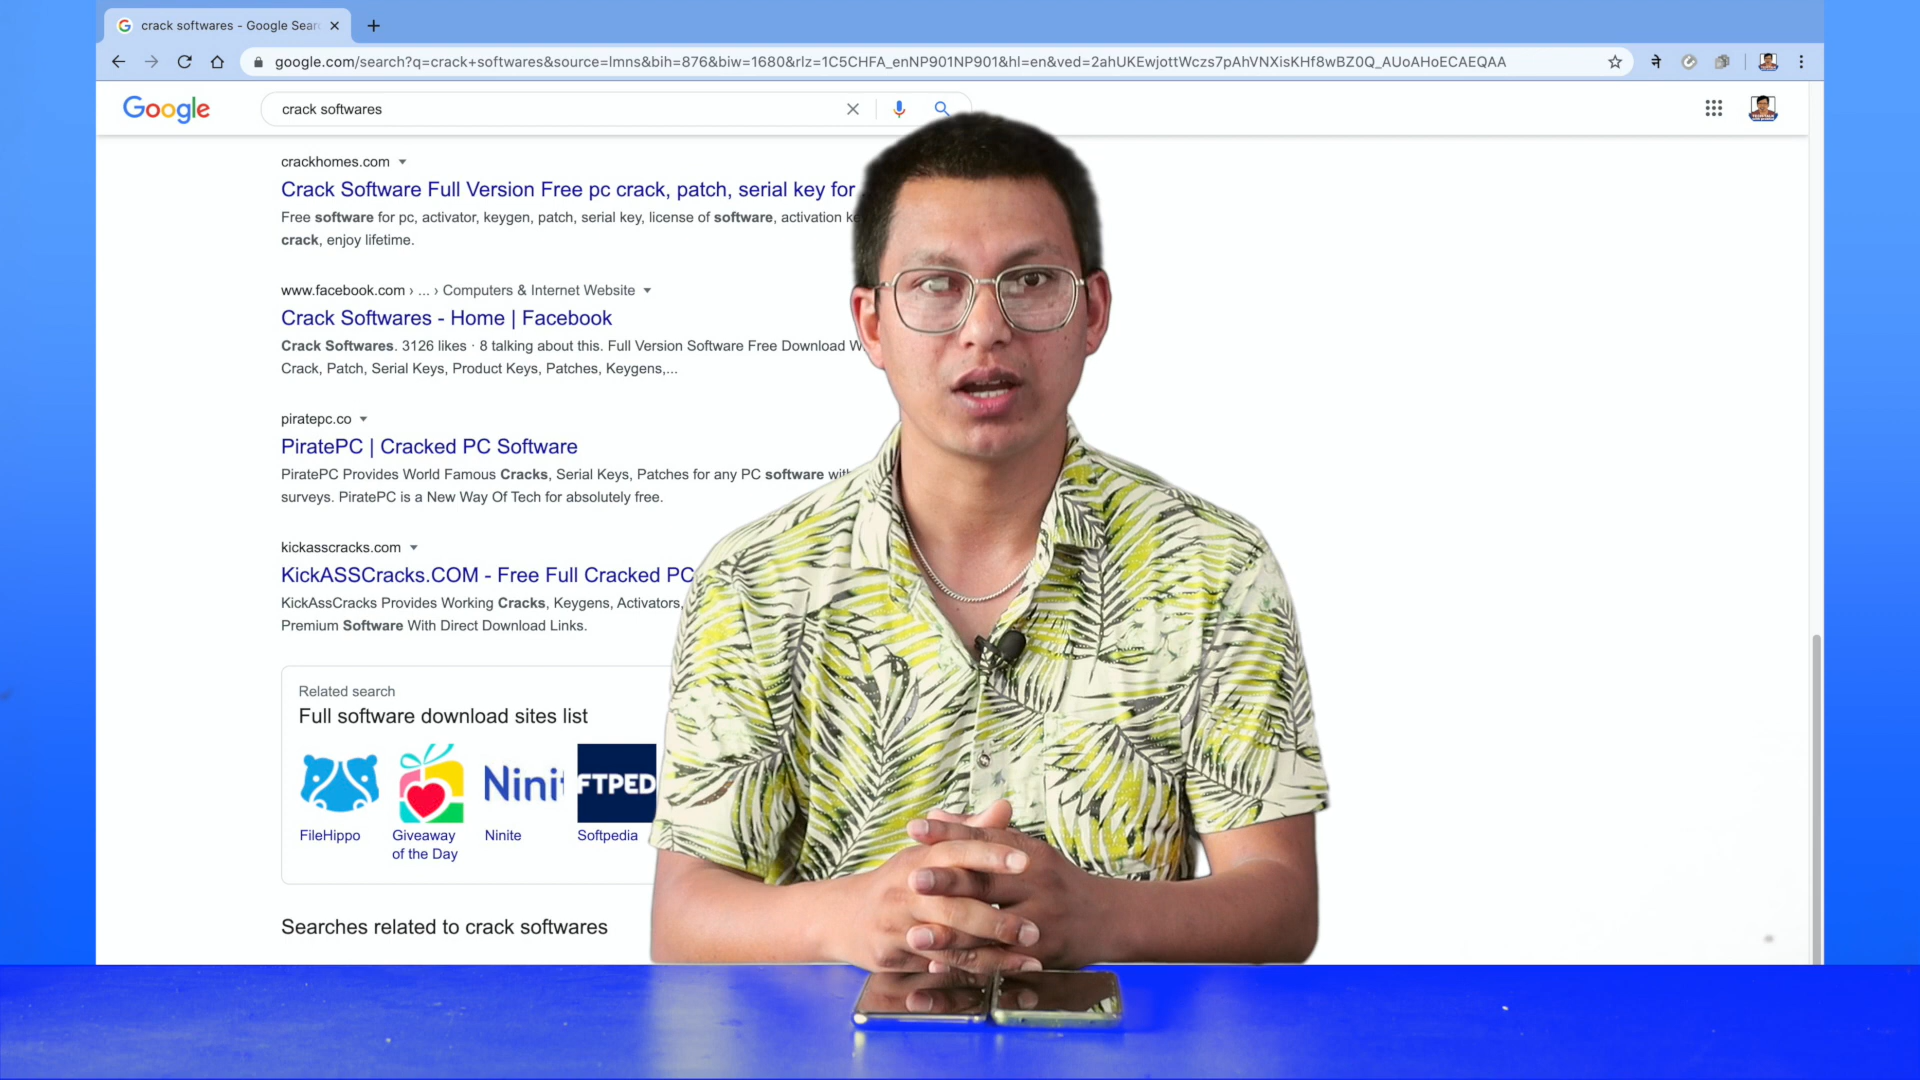 crack softwares - Google Sear
google.com/search?q=crack+softwares&source=lmns&bih=876&biw=1680&rlz=1C5CHFA_enNP901NP901&hl=en&ved=2ahUKEwjottWczs7pAhVNXisKHf8wBZ0Q_AUoAHoECAEQAA
ने
Google
crack softwares
crackhomes.com
Crack Software Full Version Free pc crack, patch, serial key for
Free software for pc, activator, keygen, patch, serial key, license of software, activation
crack, enjoy lifetime.
www.facebook.com › ... › Computers & Internet Website
Crack Softwares - Home | Facebook
Crack Softwares. 3126 likes · 8 talking about this. Full Version Software Free Download
Crack, Patch, Serial Keys, Product Keys, Patches, Keygens,...
piratepc.co
PiratePC | Cracked PC Software
PiratePC Provides World Famous Cracks, Serial Keys, Patches for any PC software with
surveys. PiratePC is a New Way Of Tech for absolutely free.
kickasscracks.com
KickASSCracks.COM - Free Full Cracked PC
KickAssCracks Provides Working Cracks, Keygens, Activators,
Premium Software With Direct Download Links.
Related search
Full software download sites list
Ninit
FTPED
FileHippo
Giveaway
of the Day
Ninite
Softpedia
Searches related to crack softwares